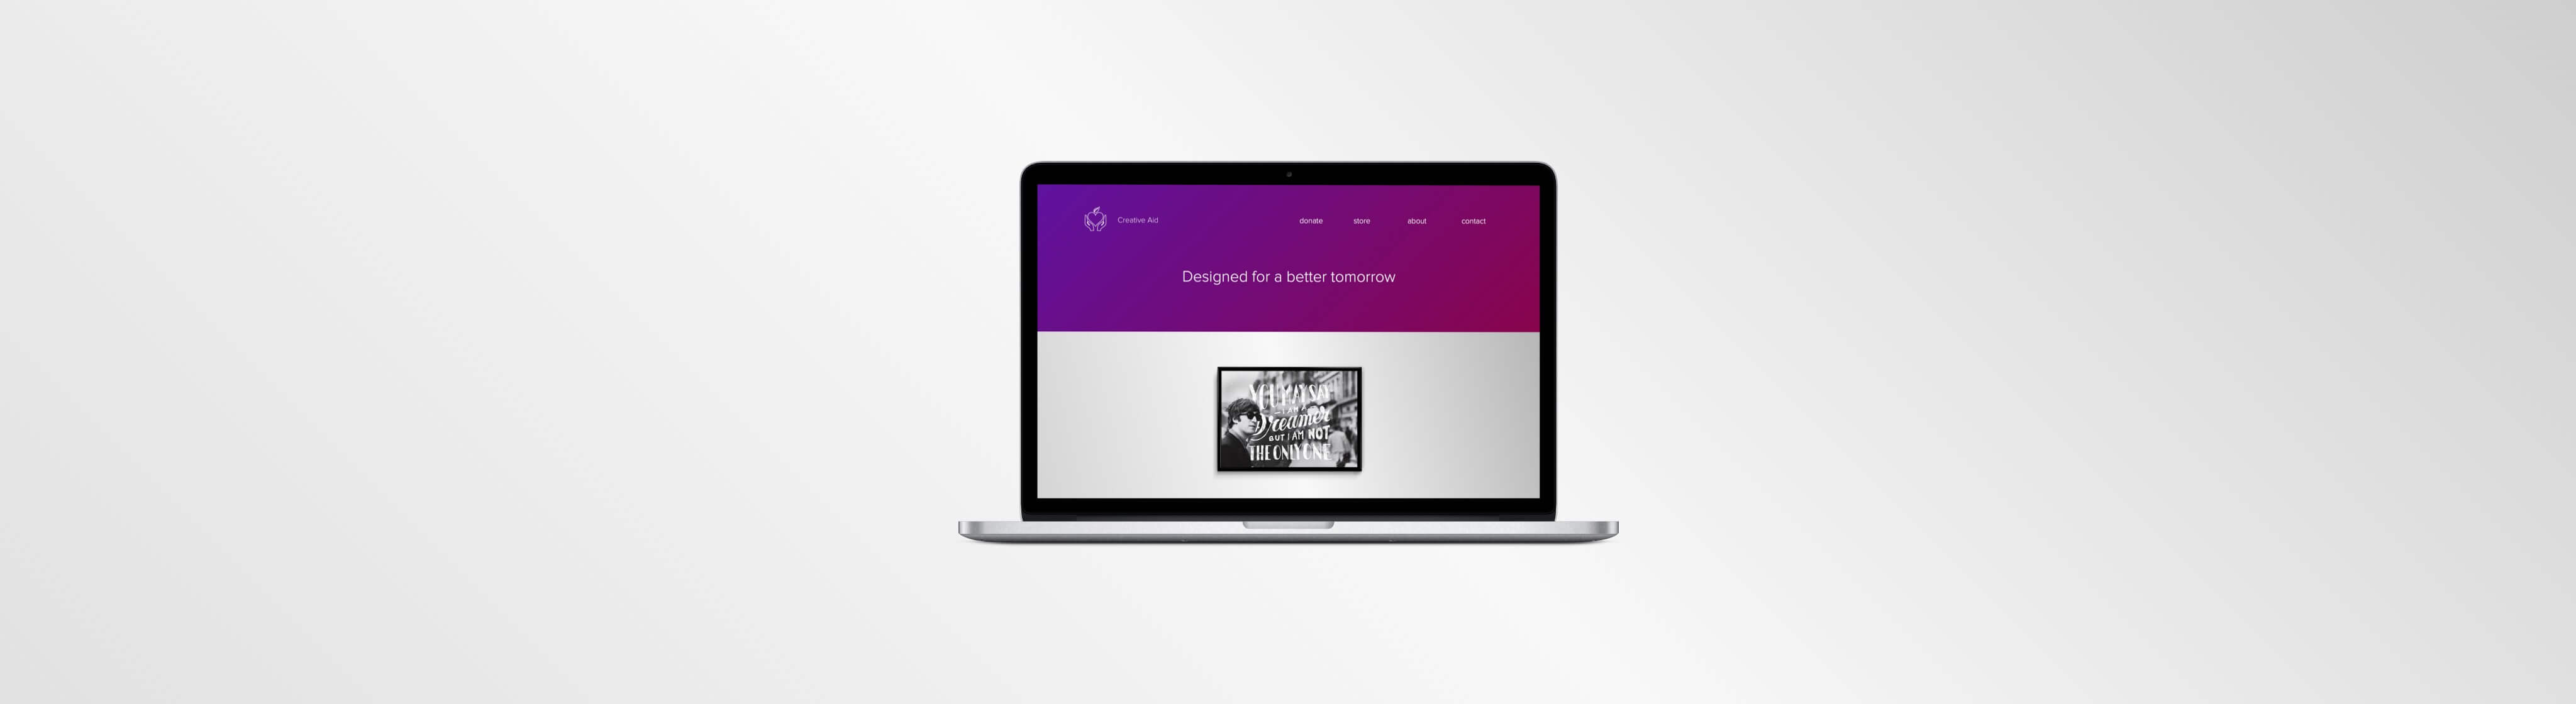 Creative Aid
donate store about contact
Designed for a better tomorrow
YOU MAY SAY
I AM A
Dreamer
BUT I AM NOT
THE ONLY ONE